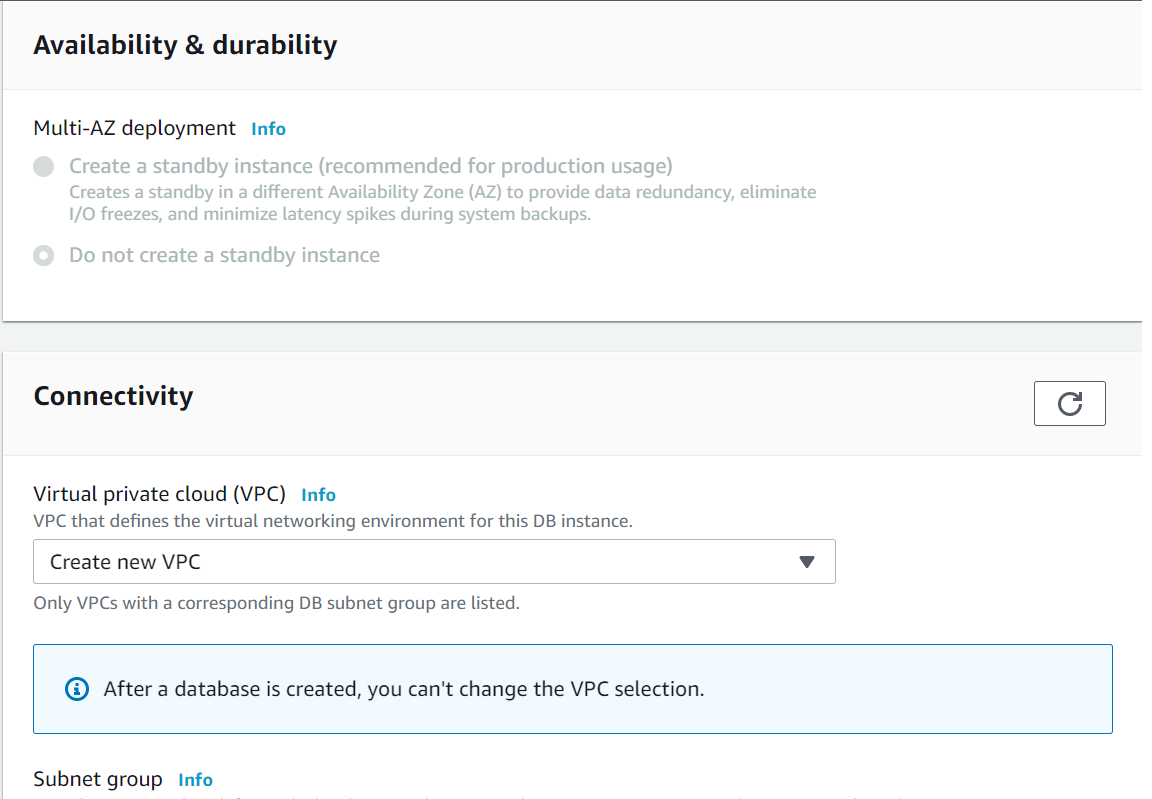 Availability & durability
Multi-AZ deployment Info
Create a standby instance (recommended for production usage)
Creates a standby in a different Availability Zone (AZ) to provide data redundancy, eliminate
I/O freezes, and minimize latency spikes during system backups.
Do not create a standby instance
Connectivity
Virtual private cloud (VPC) Info
VPC that defines the virtual networking environment for this DB instance.
Create new VPC
Only VPCs with a corresponding DB subnet group are listed.
After a database is created, you can't change the VPC selection.
Subnet group Info